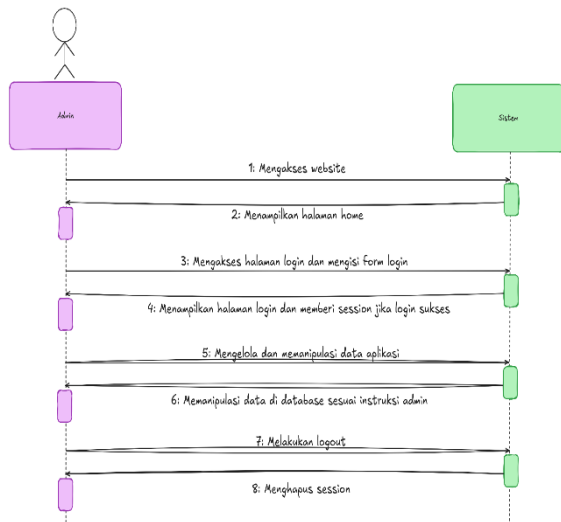 Admin
Sistem
1: Mengakses website
2: Menampilkan halaman home
3: Mengakses halaman login dan mengisi form login
4: Menampilkan halaman login dan memberi session jika login sukses
5: Mengelola dan memanipulasi data aplikasi
6: Memanipulasi data di database sesuai instruksi admin
7: Melakukan logout
8: Menghapus session